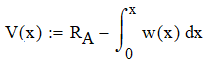 V(x) := R_A − ∫_0^x w(x) dx